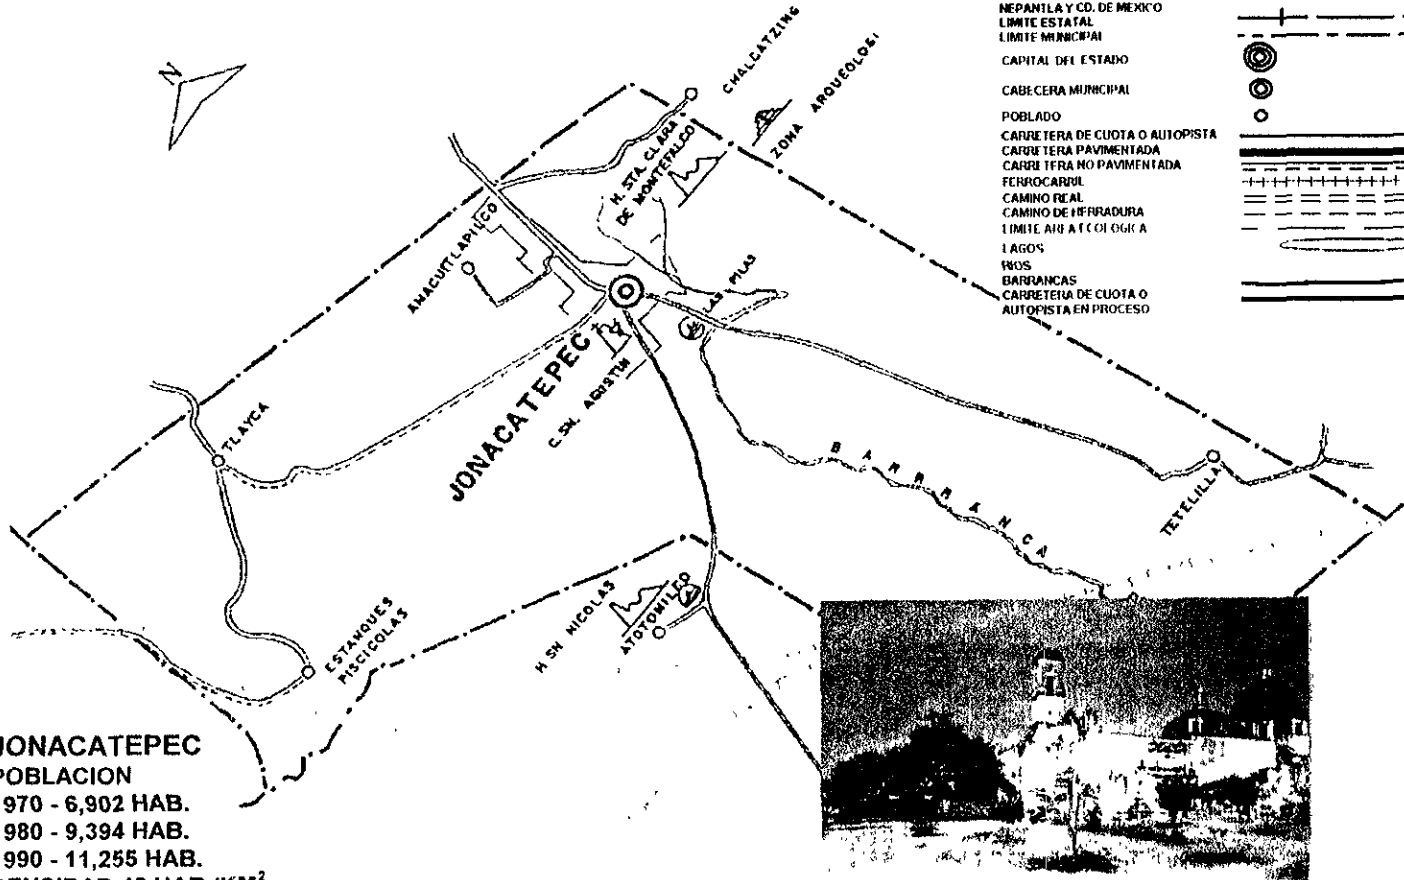 NEPANTLA Y CD. DE MEXICO
LIMITE ESTATAL
LIMITE MUNICIPAL
CAPITAL DEL ESTADO
CABECERA MUNICIPAL
POBLADO
CARRETERA DE CUOTA O AUTOPISTA
CARRETERA PAVIMENTADA
CARRETERA NO PAVIMENTADA
FERROCARRIL
CAMINO REAL
CAMINO DE HERRADURA
LIMITE AREA ECOLOGICA
LAGOS
RIOS
BARRANCAS
CARRETERA DE CUOTA O
AUTOPISTA EN PROCESO
N
CHALCATZING
ZONA ARQUEOLOGI
H. STA. CLARA
DE MONTEFALCO
AMACUITLAPILCO
LAS PILAS
JONACATEPEC
C. SN. AGUSTIN
TLAYCA
BARRRANCA
TETELILLA
ESTANQUES
PISCICOLAS
H SN NICOLAS
ATOTONILCO
JONACATEPEC
POBLACION
970 - 6,902 HAB.
980 - 9,394 HAB.
990 - 11,255 HAB.